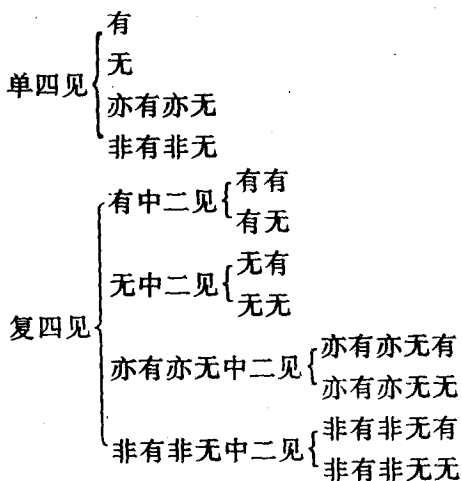 单四见
有
无
亦有亦无
非有非无
复四见
有中二见
有有
有无
无中二见
无有
无无
亦有亦无中二见
亦有亦无有
亦有亦无无
非有非无中二见
非有非无有
非有非无无